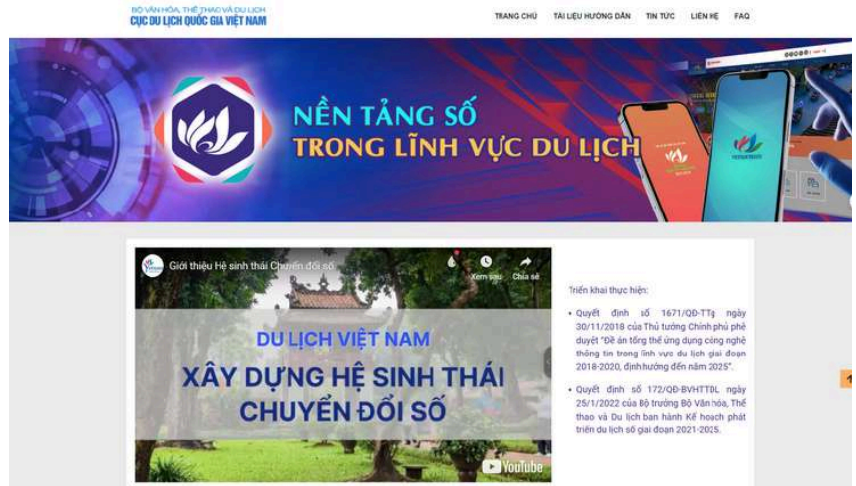 BỘ VĂN HÓA, THỂ THAO VÀ DU LỊCH
CỤC DU LỊCH QUỐC GIA VIỆT NAM
TRANG CHỦ TÀI LIỆU HƯỚNG DẪN TIN TỨC LIÊN HỆ FAQ
NỀN TẢNG SỐ
TRONG LĨNH VỰC DU LỊCH
Giới thiệu Hệ sinh thái Chuyển đổi số
Xem sau Chia sẻ
DU LỊCH VIỆT NAM
XÂY DỰNG HỆ SINH THÁI
CHUYỂN ĐỔI SỐ
YouTube
Triển khai thực hiện:
• Quyết định số 1671/QĐ-TTg ngày
30/11/2018 của Thủ tướng Chính phủ phê
duyệt "Đề án tổng thể ứng dụng công nghệ
thông tin trong lĩnh vực du lịch giai đoạn
2018-2020, định hướng đến năm 2025".
• Quyết định số 172/QĐ-BVHTTDL ngày
25/1/2022 của Bộ trưởng Bộ Văn hóa, Thể
thao và Du lịch ban hành Kế hoạch phát
triển du lịch số giai đoạn 2021-2025.